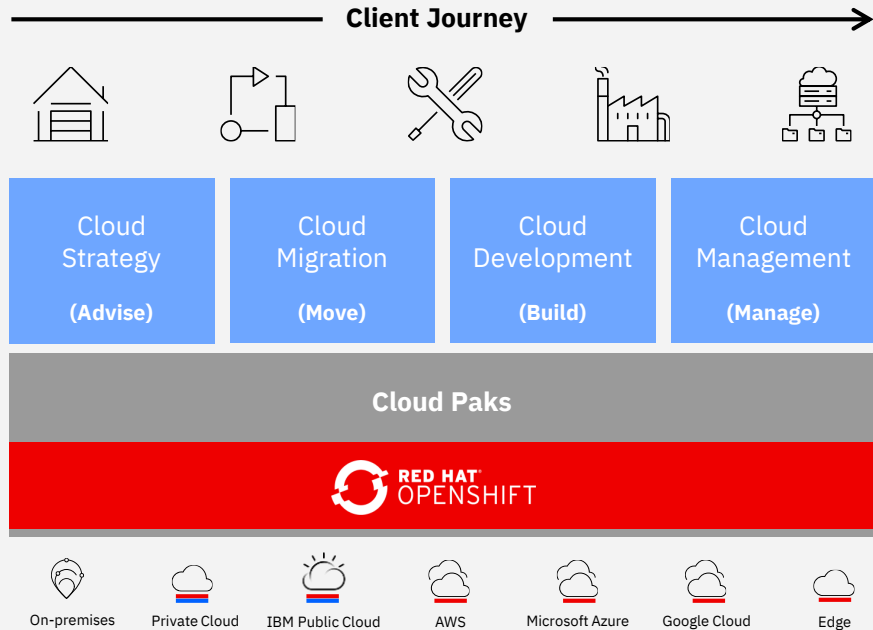 Client Journey
Cloud
Strategy
(Advise)
Cloud
Migration
(Move)
Cloud
Development
(Build)
Cloud
Management
(Manage)
Cloud Paks
RED HAT®
OPENSHIFT
On-premises
Private Cloud
IBM Public Cloud
AWS
Microsoft Azure
Google Cloud
Edge